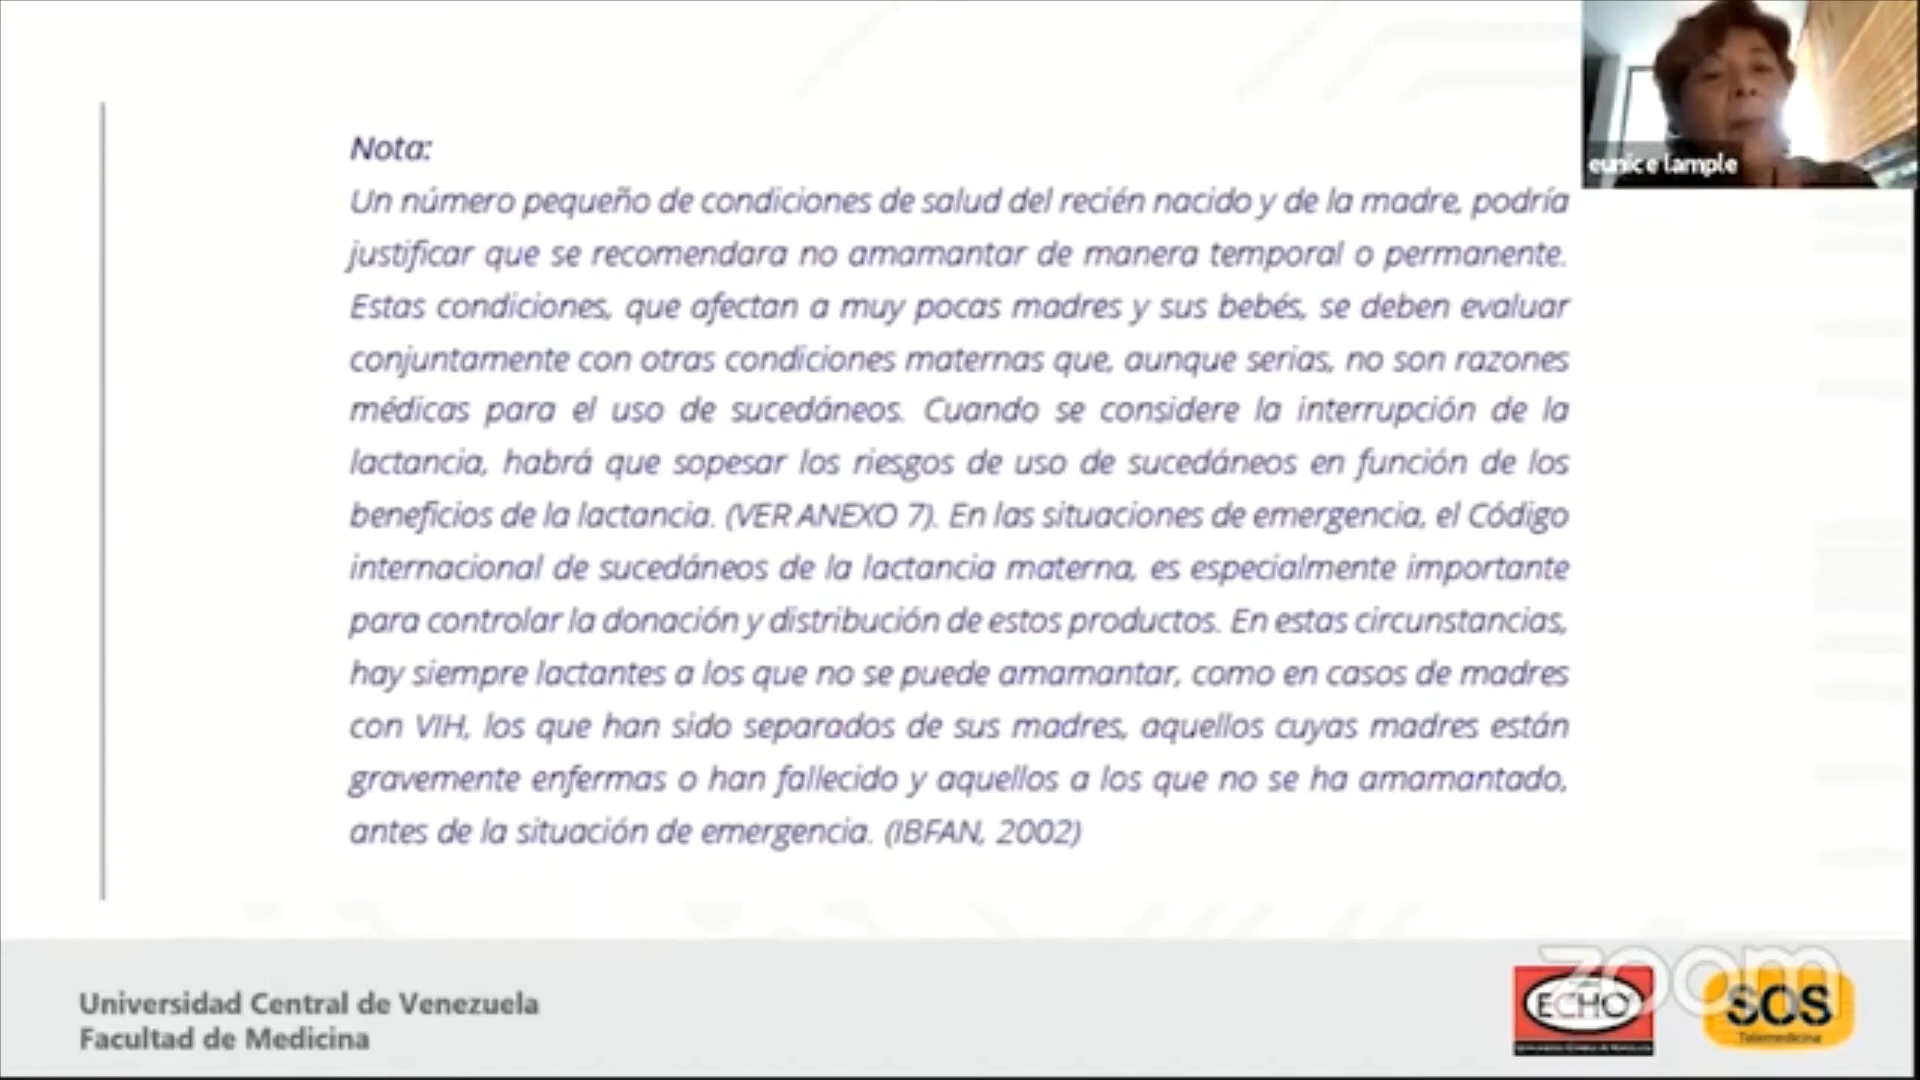 Nota:
Un número pequeño de condiciones de salud del recién nacido y de la madre, podría
justificar que se recomendara no amamantar de manera temporal o permanente.
Estas condiciones, que afectan a muy pocas madres y sus bebés, se deben evaluar
conjuntamente con otras condiciones maternas que, aunque serias, no son razones
médicas para el uso de sucedáneos. Cuando se considere la interrupción de la
lactancia, habrá que sopesar los riesgos de uso de sucedáneos en función de los
beneficios de la lactancia. (VER ANEXO 7). En las situaciones de emergencia, el Código
internacional de sucedáneos de la lactancia materna, es especialmente importante
para controlar la donación y distribución de estos productos. En estas circunstancias,
hay siempre lactantes a los que no se puede amamantar, como en casos de madres
con VIH, los que han sido separados de sus madres, aquellos cuyas madres están
gravemente enfermas o han fallecido y aquellos a los que no se ha amamantado,
antes de la situación de emergencia. (IBFAN, 2002)
eunice lample
Universidad Central de Venezuela
Facultad de Medicina
ECHO
zoom
SOS
Telemedicina